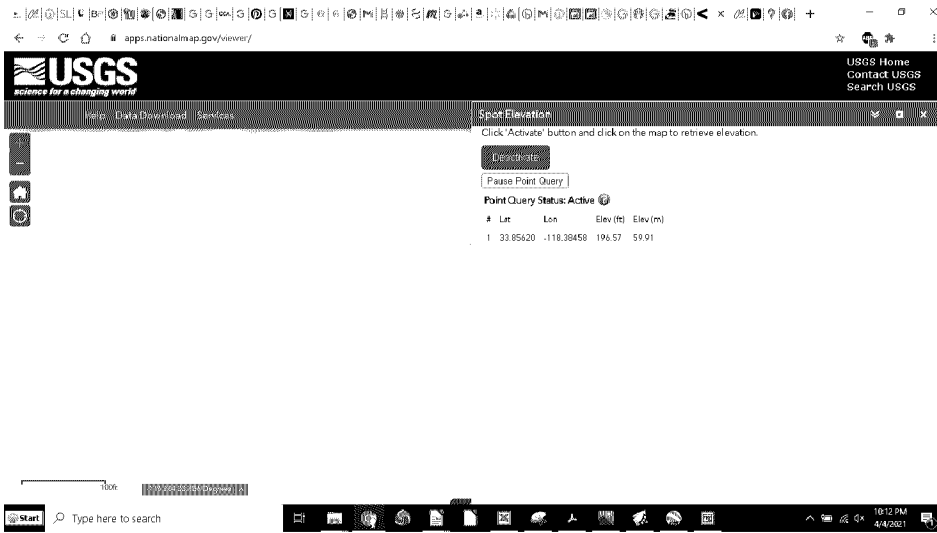 apps.nationalmap.gov/viewer/
USGS
science for a changing world
USGS Home
Contact USGS
Search USGS
Help Data Download Services
Spot Elevation
Click 'Activate' button and click on the map to retrieve elevation.
Deactivate
Pause Point Query
Point Query Status: Active
# Lat Lon Elev (ft) Elev (m)
1 33.85620 -118.38458 196.57 59.91
100ft
Start
Type here to search
10:12 PM
4/4/2021